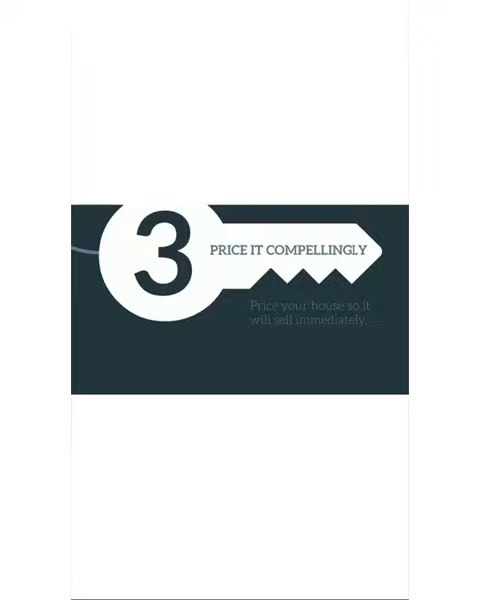 3
PRICE IT COMPELLINGLY
Price your house so it
will sell immediately.